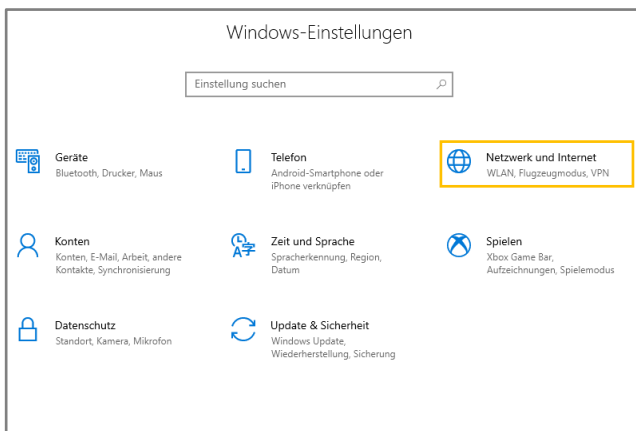 Windows-Einstellungen
Einstellung suchen
Geräte
Bluetooth, Drucker, Maus
Telefon
Android-Smartphone oder
iPhone verknüpfen
Netzwerk und Internet
WLAN, Flugzeugmodus, VPN
Konten
Konten, E-Mail, Arbeit, andere
Kontakte, Synchronisierung
Zeit und Sprache
Spracherkennung, Region,
Datum
Spielen
Xbox Game Bar,
Aufzeichnungen, Spielemodus
Datenschutz
Standort, Kamera, Mikrofon
Update & Sicherheit
Windows Update,
Wiederherstellung, Sicherung